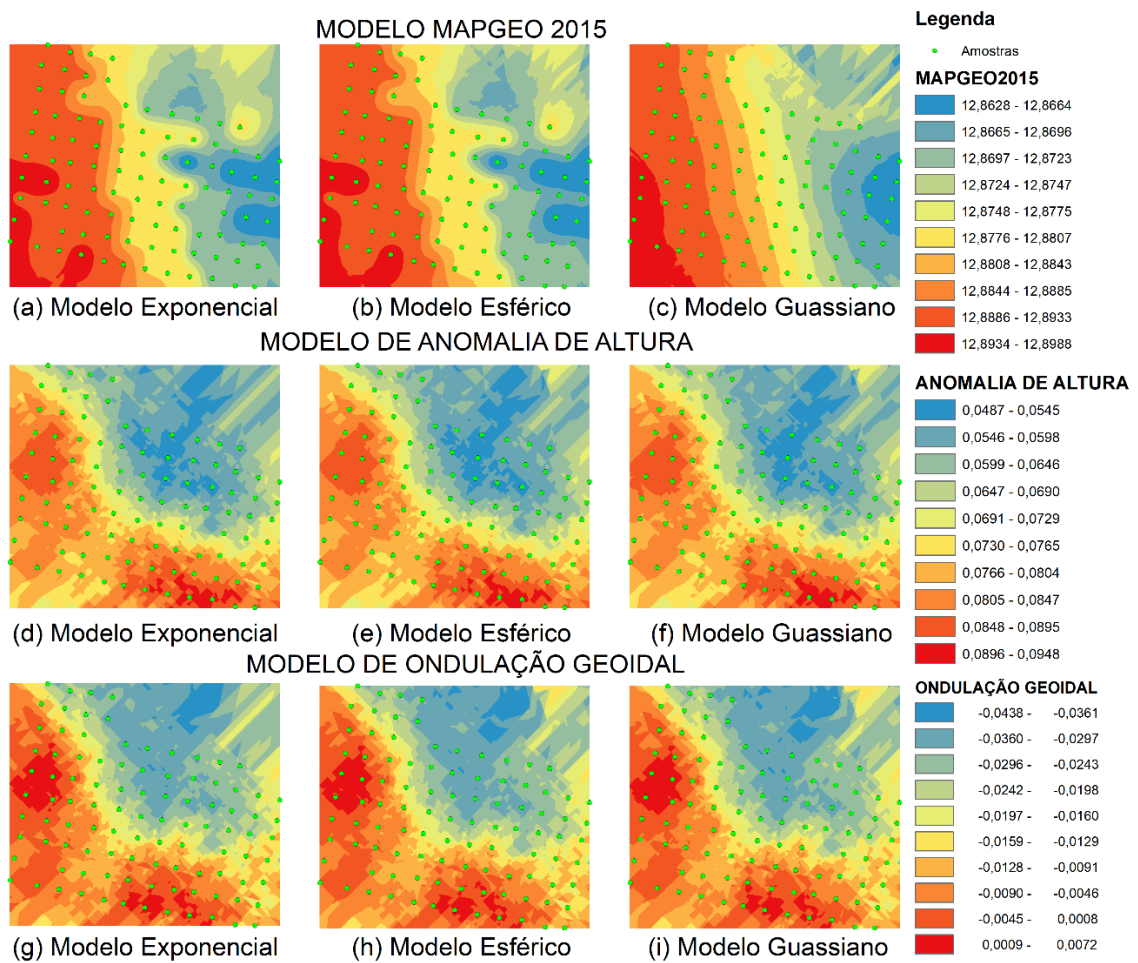 MODELO MAPGEO 2015
(a) Modelo Exponencial
(b) Modelo Esférico
(c) Modelo Guassiano
MODELO DE ANOMALIA DE ALTURA
(d) Modelo Exponencial
(e) Modelo Esférico
(f) Modelo Guassiano
MODELO DE ONDULAÇÃO GEOIDAL
(g) Modelo Exponencial
(h) Modelo Esférico
(i) Modelo Guassiano
Legenda
Amostras
MAPGEO2015
12,8628 - 12,8664
12,8665 - 12,8696
12,8697 - 12,8723
12,8724 - 12,8747
12,8748 - 12,8775
12,8776 - 12,8807
12,8808 - 12,8843
12,8844 - 12,8885
12,8886 - 12,8933
12,8934 - 12,8988
ANOMALIA DE ALTURA
0,0487 - 0,0545
0,0546 - 0,0598
0,0599 - 0,0646
0,0647 - 0,0690
0,0691 - 0,0729
0,0730 - 0,0765
0,0766 - 0,0804
0,0805 - 0,0847
0,0848 - 0,0895
0,0896 - 0,0948
ONDULAÇÃO GEOIDAL
-0,0438 - -0,0361
-0,0360 - -0,0297
-0,0296 - -0,0243
-0,0242 - -0,0198
-0,0197 - -0,0160
-0,0159 - -0,0129
-0,0128 - -0,0091
-0,0090 - -0,0046
-0,0045 - 0,0008
0,0009 - 0,0072